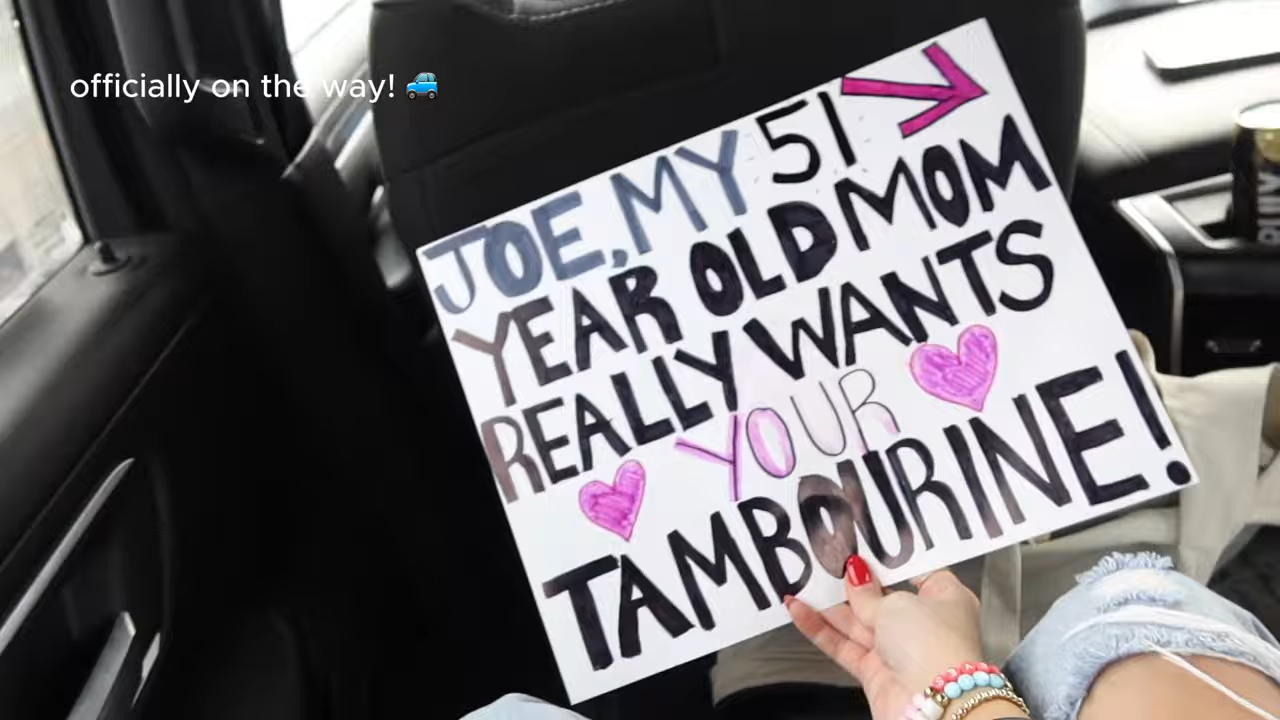 officially on the way! 🚙
JOE, MY 51
YEAR OLD MOM
REALLY WANTS
YOUR
TAMBOURINE!